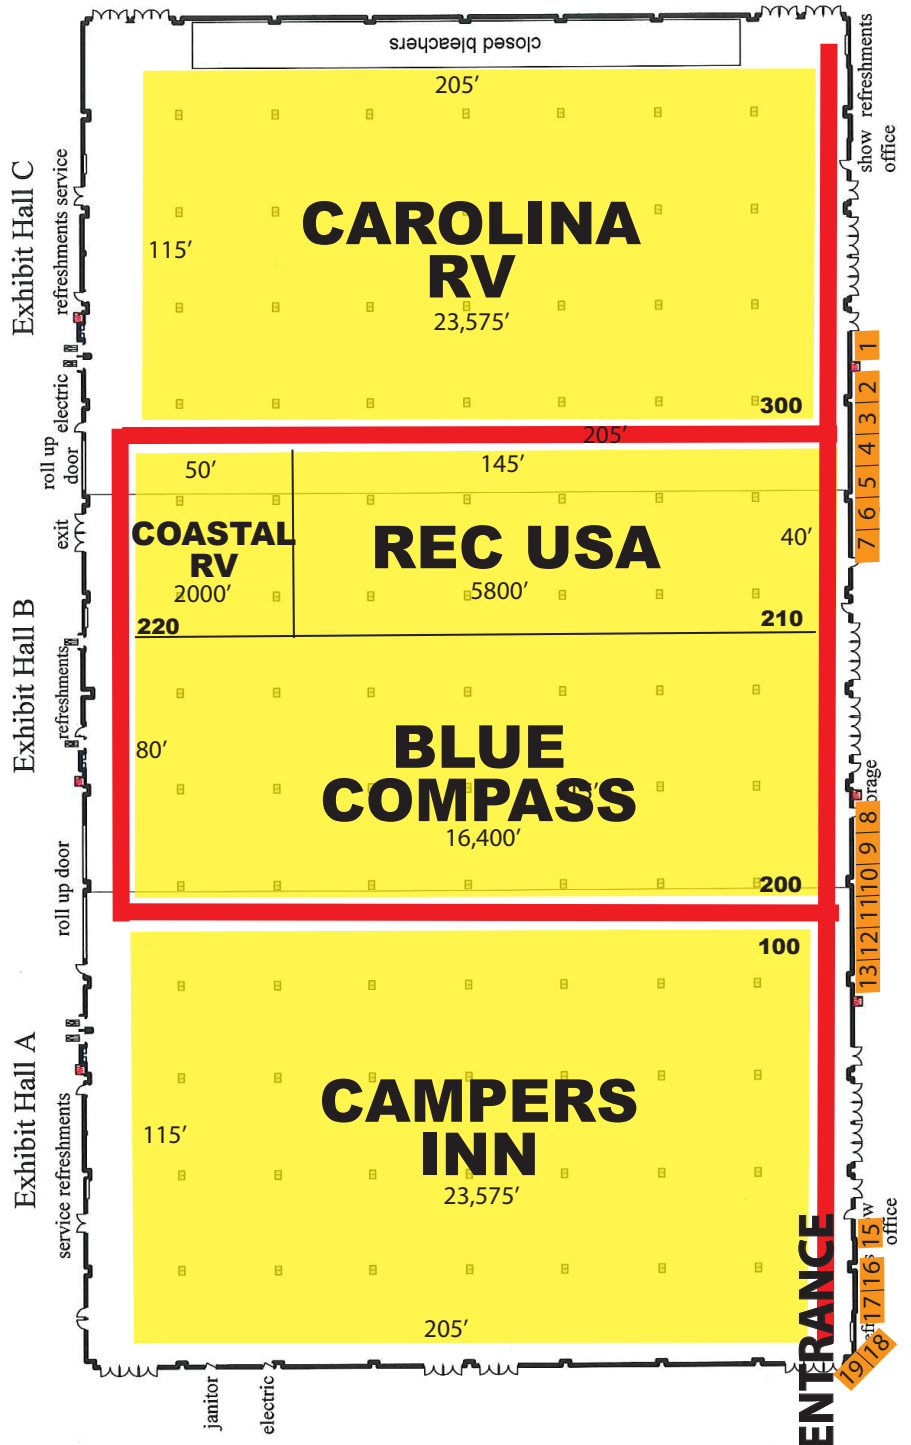 closed bleachers
205′
show refreshments
office
Exhibit Hall C
refreshments service
115′
CAROLINA
RV
23,575′
300
1
2
3
4
5
6
7
electric
roll up
door
exit
205′
50′
145′
COASTAL
RV
2000′
220
REC USA
5800′
40′
210
Exhibit Hall B
refreshments
80′
BLUE
COMPASS
16,400′
200
8
9
10
11
12
13
roll up door
100
Exhibit Hall A
service refreshments
115′
CAMPERS
INN
23,575′
205′
15
16
17
18
19
office
ENTRANCE
janitor
electric